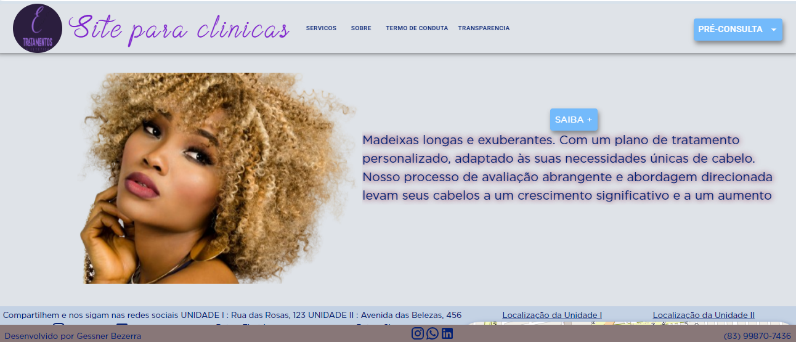 E
TRATAMENTOS
Site para clinicas
SERVICOS
SOBRE
TERMO DE CONDUTA
TRANSPARENCIA
PRÉ-CONSULTA
SAIBA +
Madeixas longas e exuberantes. Com um plano de tratamento
personalizado, adaptado às suas necessidades únicas de cabelo.
Nosso processo de avaliação abrangente e abordagem direcionada
levam seus cabelos a um crescimento significativo e a um aumento
Compartilhem e nos sigam nas redes sociais UNIDADE I : Rua das Rosas, 123 UNIDADE II : Avenida das Belezas, 456
Localização da Unidade I
Localização da Unidade II
Desenvolvido por Gessner Bezerra
(83) 99870-7436